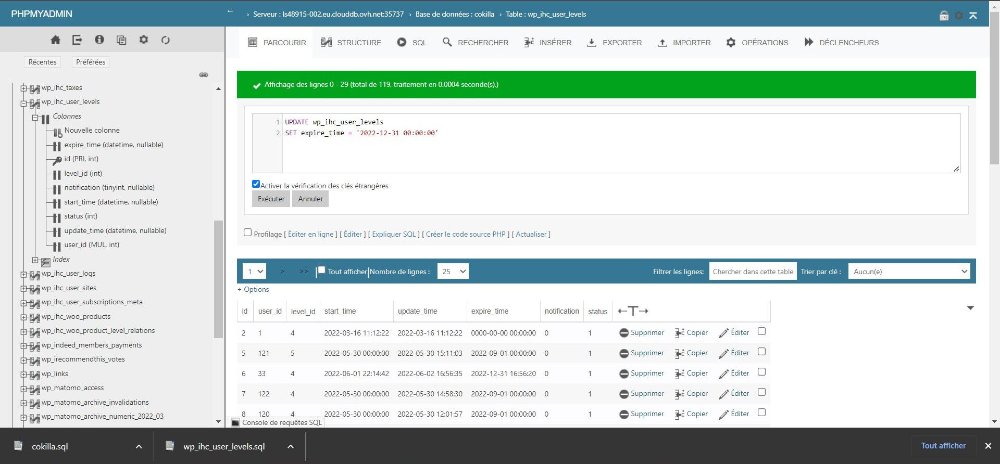 PHPMYADMIN
← › Serveur : ls48915-002.eu.clouddb.ovh.net:35737 › Base de données : cokilla › Table : wp_ihc_user_levels
PARCOURIR STRUCTURE SQL RECHERCHER INSÉRER EXPORTER IMPORTER OPÉRATIONS DÉCLENCHEURS
Récentes Préférées
wp_ihc_taxes
wp_ihc_user_levels
Colonnes
Nouvelle colonne
expire_time (datetime, nullable)
id (PRI, int)
level_id (int)
notification (tinyint, nullable)
start_time (datetime, nullable)
status (int)
update_time (datetime, nullable)
user_id (MUL, int)
Index
wp_ihc_user_logs
wp_ihc_user_sites
wp_ihc_user_subscriptions_meta
wp_ihc_woo_products
wp_ihc_woo_product_level_relations
wp_indeed_members_payments
wp_irecommendthis_votes
wp_links
wp_matomo_access
wp_matomo_archive_invalidations
wp_matomo_archive_numeric_2022_03
Affichage des lignes 0 - 29 (total de 119, traitement en 0.0004 seconde(s).)
1 UPDATE wp_ihc_user_levels
2 SET expire_time = '2022-12-31 00:00:00'
Activer la vérification des clés étrangères
Exécuter Annuler
Profilage [ Éditer en ligne ] [ Éditer ] [ Expliquer SQL ] [ Créer le code source PHP ] [ Actualiser ]
1 > >> Tout afficher Nombre de lignes : 25 Filtrer les lignes: Chercher dans cette table Trier par clé : Aucun(e)
+ Options
id user_id level_id start_time update_time expire_time notification status ←T→
2 1 4 2022-03-16 11:12:22 2022-03-16 11:12:22 0000-00-00 00:00:00 0 1 Supprimer Copier Éditer
5 121 5 2022-05-30 00:00:00 2022-05-30 15:11:03 2022-09-01 00:00:00 0 1 Supprimer Copier Éditer
6 33 4 2022-06-01 22:14:42 2022-06-02 16:56:35 2022-12-31 16:56:20 0 1 Supprimer Copier Éditer
7 122 4 2022-05-30 00:00:00 2022-05-30 14:58:30 2022-09-01 00:00:00 0 1 Supprimer Copier Éditer
8 120 4 2022-05-30 00:00:00 2022-05-30 12:01:57 2022-09-01 00:00:00 0 1 Supprimer Copier Éditer
Console de requêtes SQL
cokilla.sql wp_ihc_user_levels.sql Tout afficher